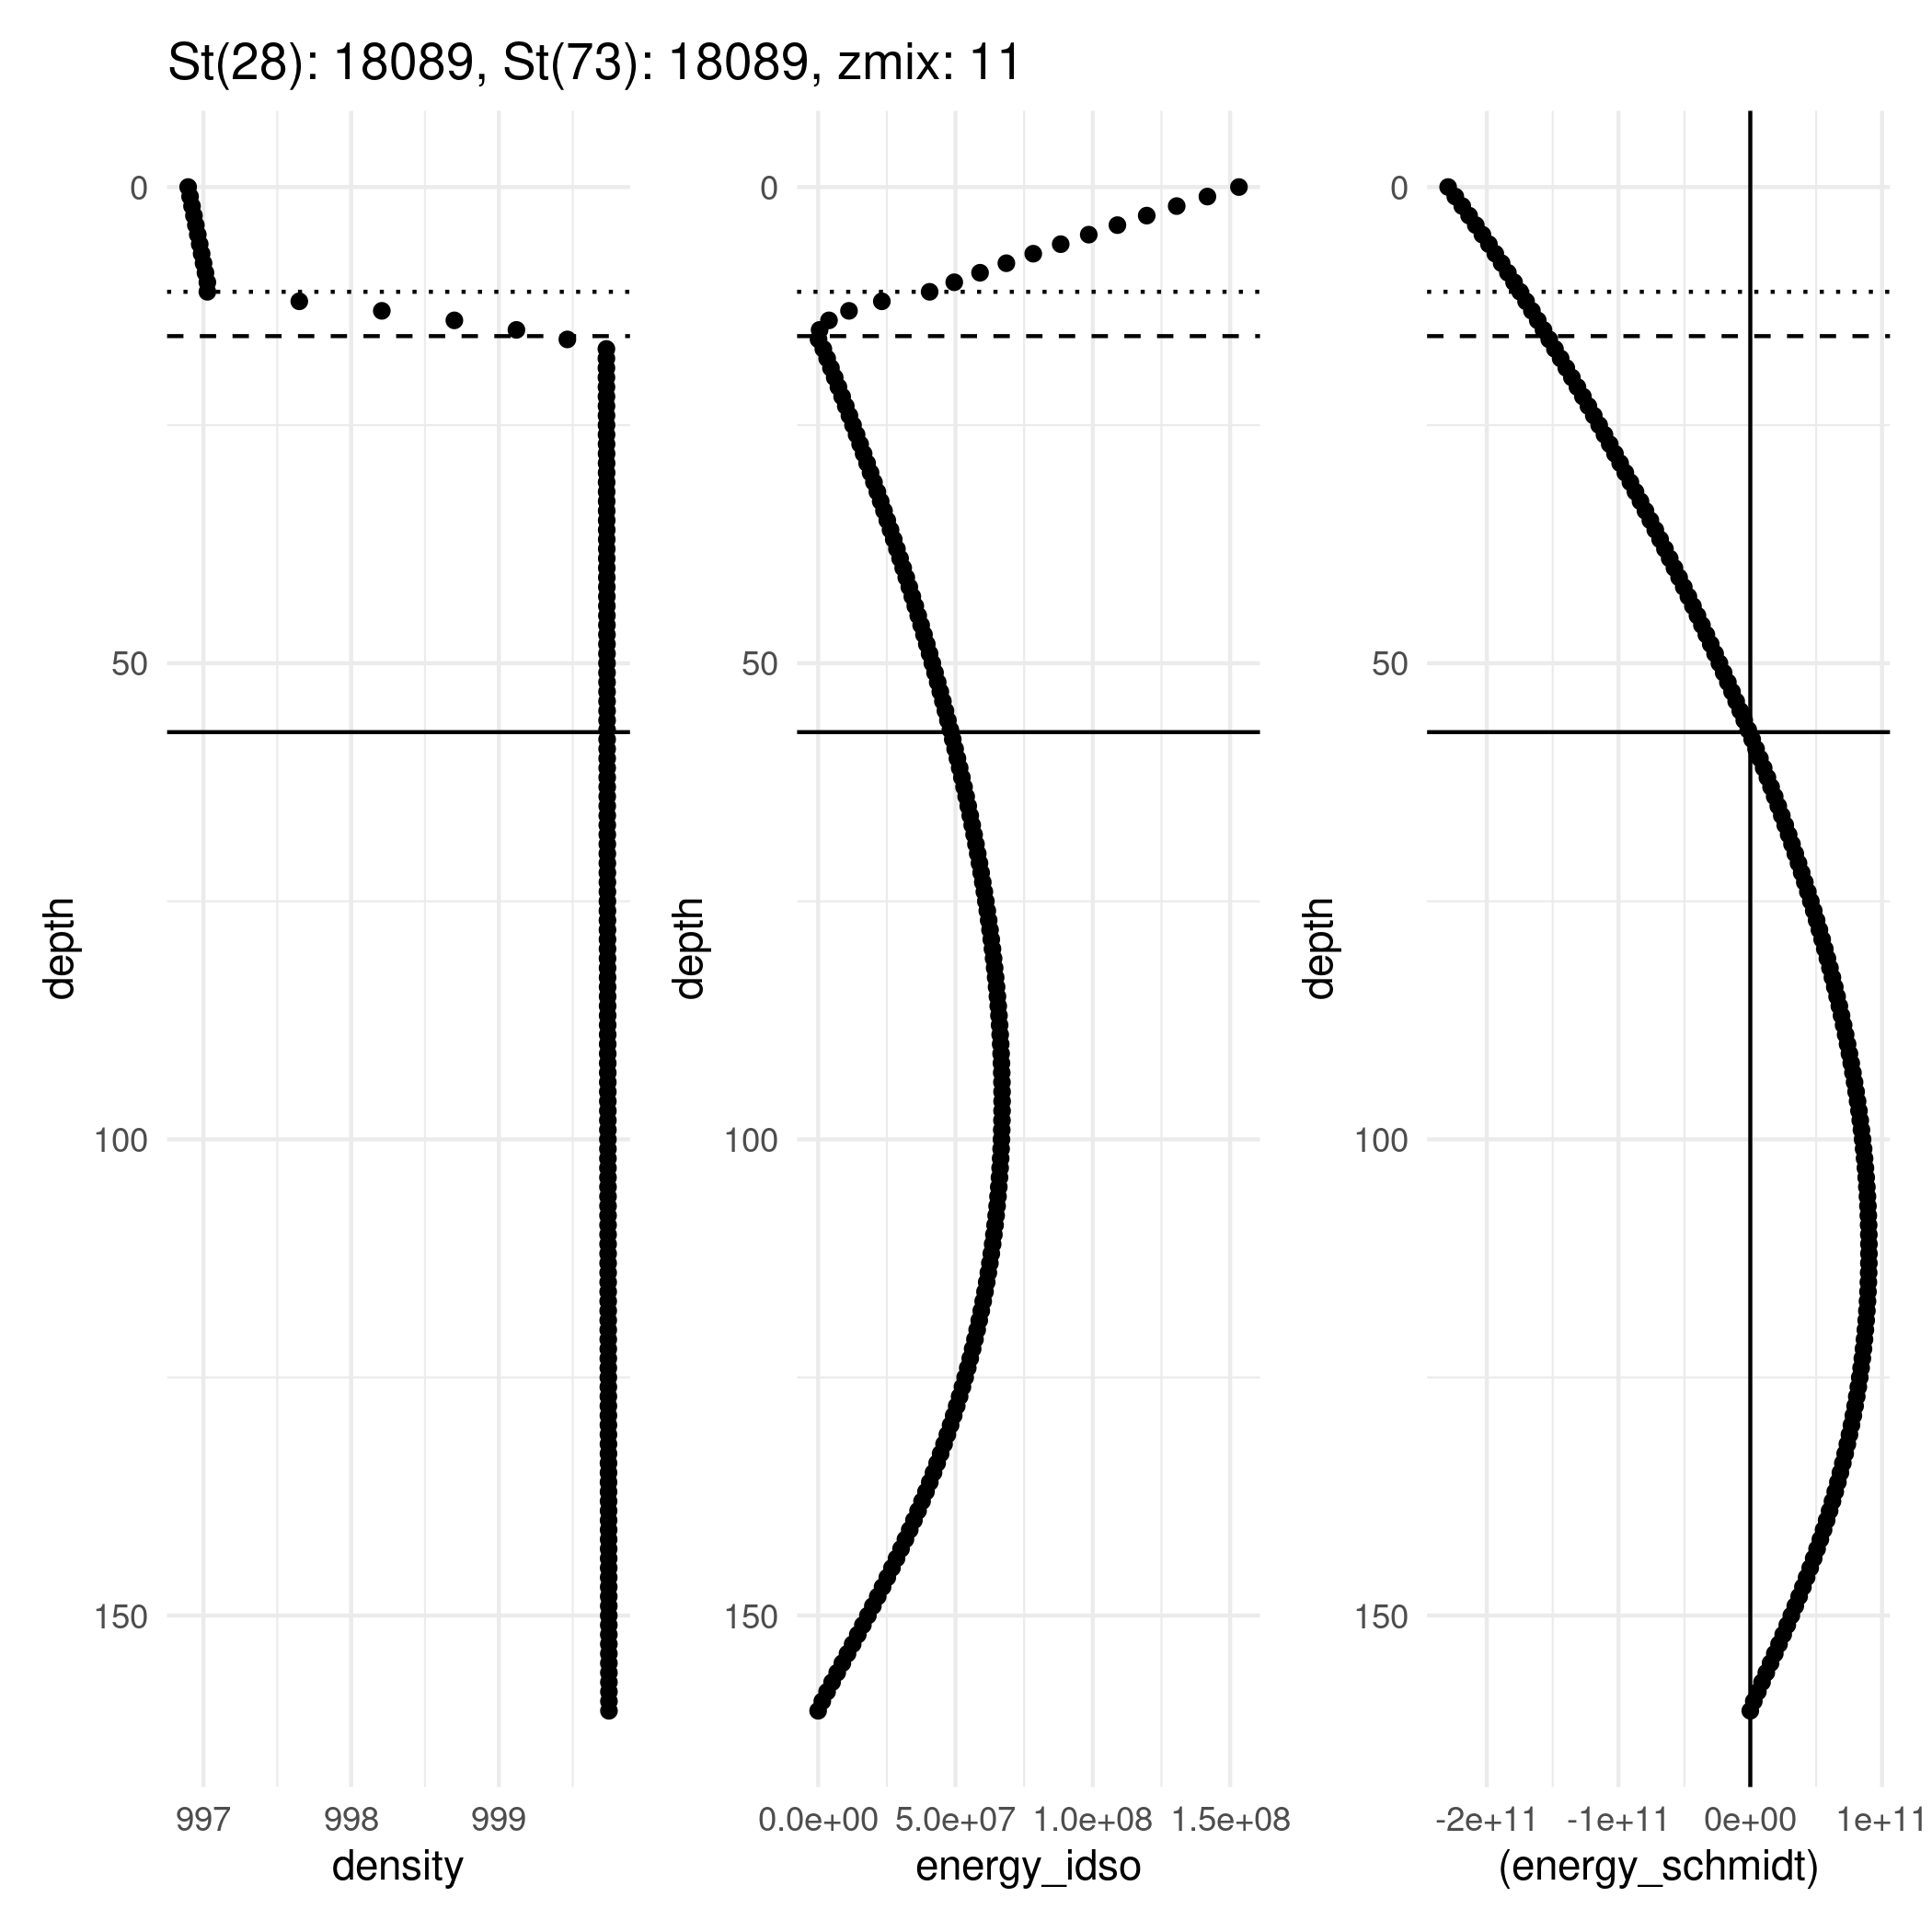 St(28): 18089, St(73): 18089, zmix: 11
0
50
100
150
depth
997 998 999
density
0
50
100
150
depth
0.0e+00 5.0e+07 1.0e+08 1.5e+08
energy_idso
0
50
100
150
depth
-2e+11 -1e+11 0e+00 1e+11
(energy_schmidt)